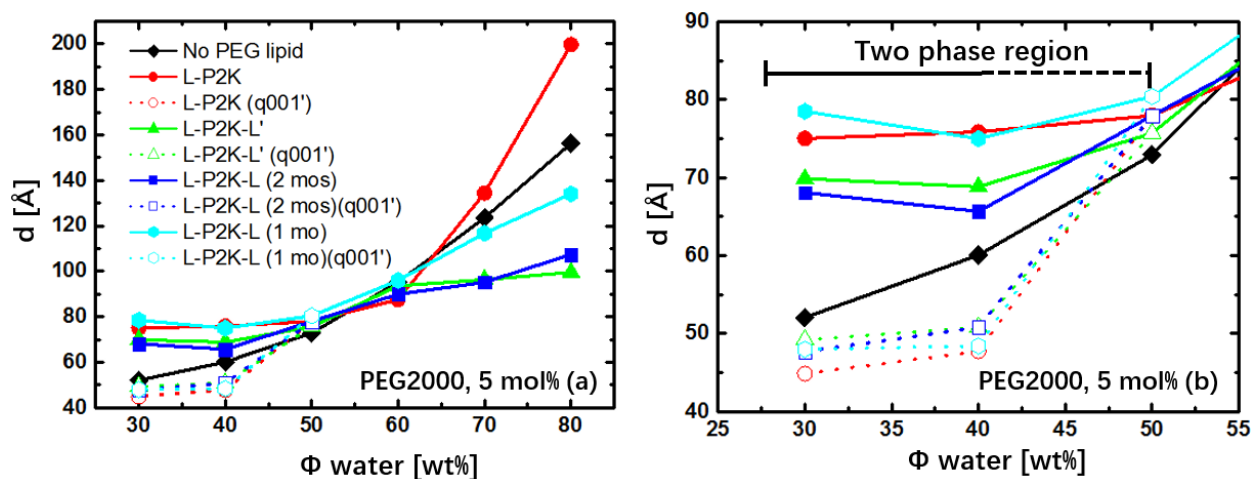 d [Å]
200
180
160
140
120
100
80
60
40
No PEG lipid
L-P2K
L-P2K (q001')
L-P2K-L'
L-P2K-L' (q001')
L-P2K-L (2 mos)
L-P2K-L (2 mos)(q001')
L-P2K-L (1 mo)
L-P2K-L (1 mo)(q001')
PEG2000, 5 mol% (a)
30 40 50 60 70 80
Φ water [wt%]
d [Å]
90
80
70
60
50
40
Two phase region
PEG2000, 5 mol% (b)
25 30 35 40 45 50 55
Φ water [wt%]